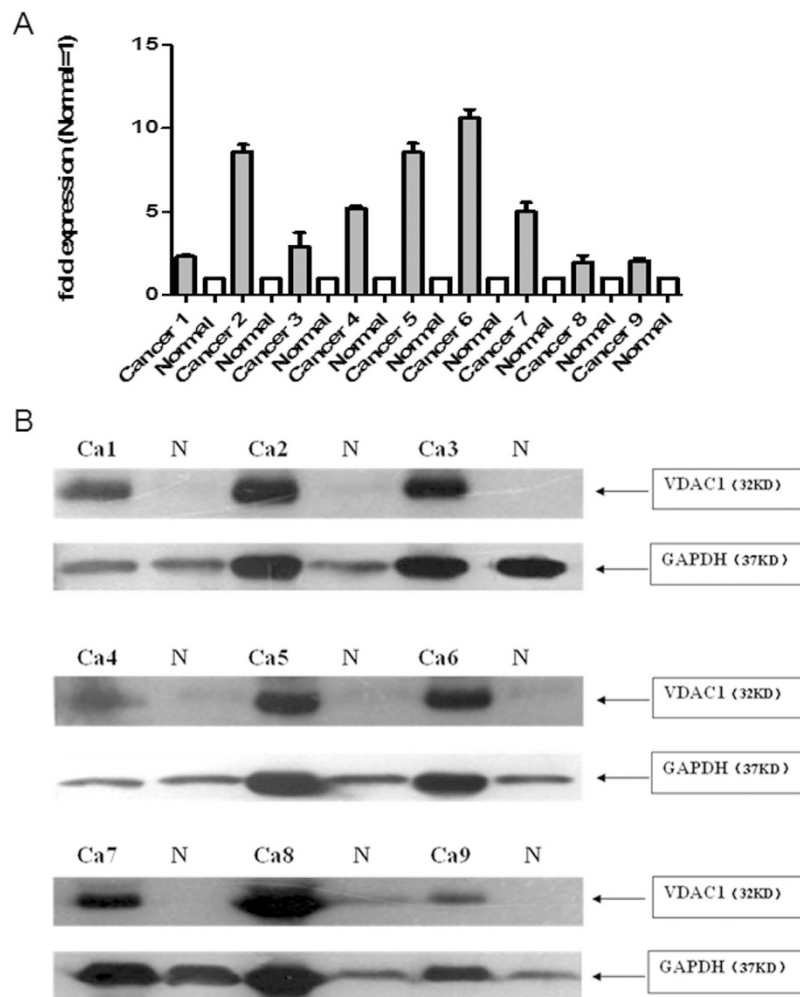 A
fold expression (Normal=1)
15
10
5
0
Cancer 1
Normal
Cancer 2
Normal
Cancer 3
Normal
Cancer 4
Normal
Cancer 5
Normal
Cancer 6
Normal
Cancer 7
Normal
Cancer 8
Normal
Cancer 9
Normal
B
Ca1 N Ca2 N Ca3 N
VDAC1 (32KD)
GAPDH (37KD)
Ca4 N Ca5 N Ca6 N
VDAC1 (32KD)
GAPDH (37KD)
Ca7 N Ca8 N Ca9 N
VDAC1 (32KD)
GAPDH (37KD)